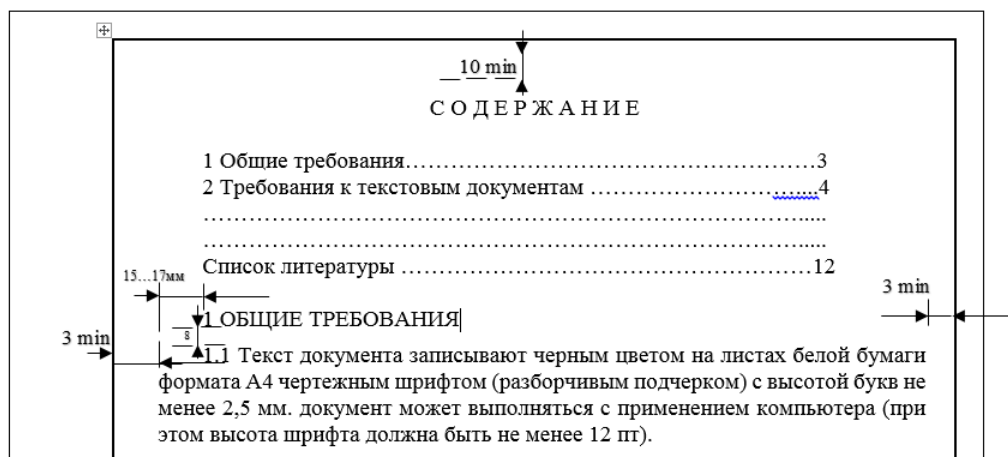 10 min
СОДЕРЖАНИЕ
1 Общие требования……………………………………………3
2 Требования к текстовым документам ……………………...4
……………………………………………………………….....
……………………………………………………………….....
Список литературы ……………………………………………12
15…17мм
3 min
1 ОБЩИЕ ТРЕБОВАНИЯ
8
3 min
1.1 Текст документа записывают черным цветом на листах белой бумаги
формата А4 чертежным шрифтом (разборчивым подчерком) с высотой букв не
менее 2,5 мм. документ может выполняться с применением компьютера (при
этом высота шрифта должна быть не менее 12 пт).